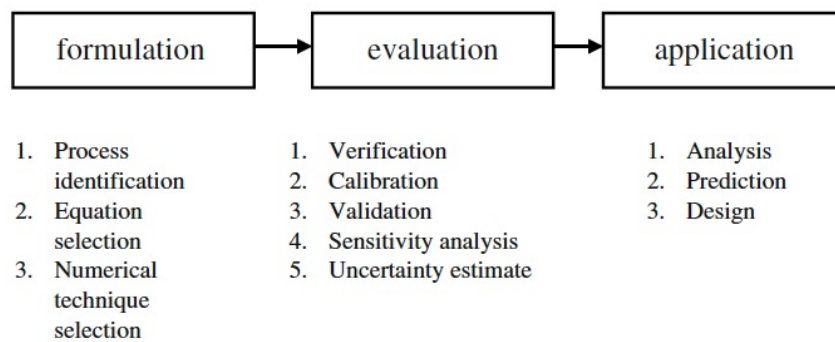 formulation
evaluation
application
1. Process
identification
2. Equation
selection
3. Numerical
technique
selection
1. Verification
2. Calibration
3. Validation
4. Sensitivity analysis
5. Uncertainty estimate
1. Analysis
2. Prediction
3. Design